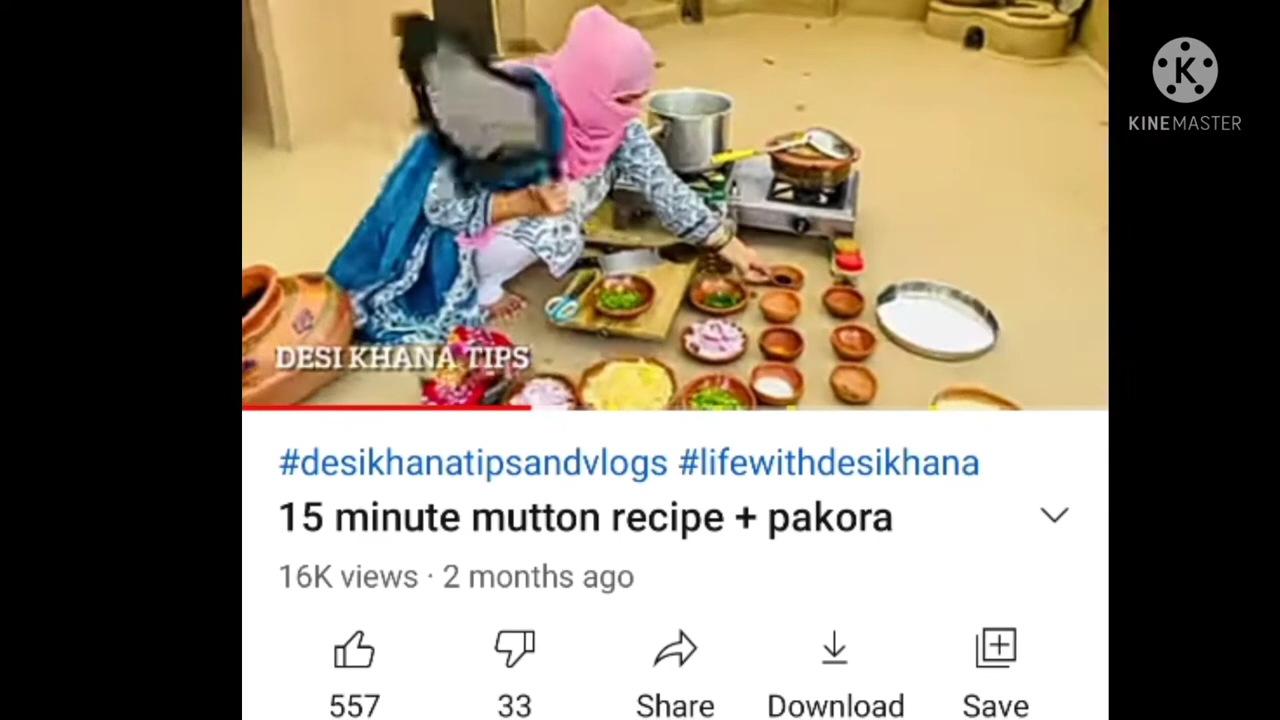 KINEMASTER
DESI KHANA TIPS
#desikhanatipsandvlogs #lifewithdesikhana
15 minute mutton recipe + pakora
16K views · 2 months ago
557 33 Share Download Save